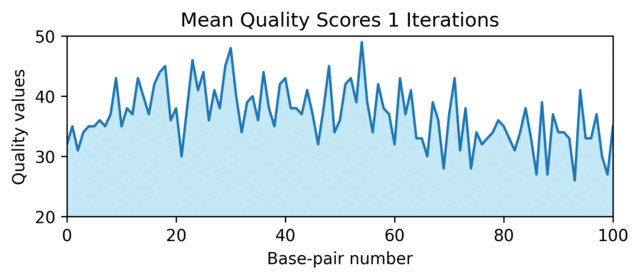 Mean Quality Scores 1 Iterations
50
40
30
20
Quality values
0 20 40 60 80 100
Base-pair number